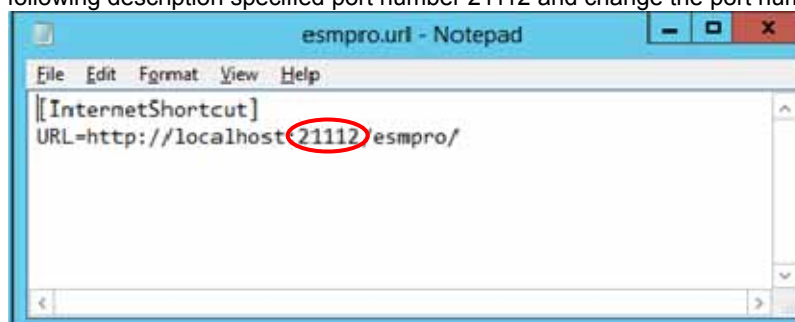 following description specified port number 21112 and change the port num
esmpro.url - Notepad
File Edit Format View Help
[InternetShortcut]
URL=http://localhost:21112/esmpro/